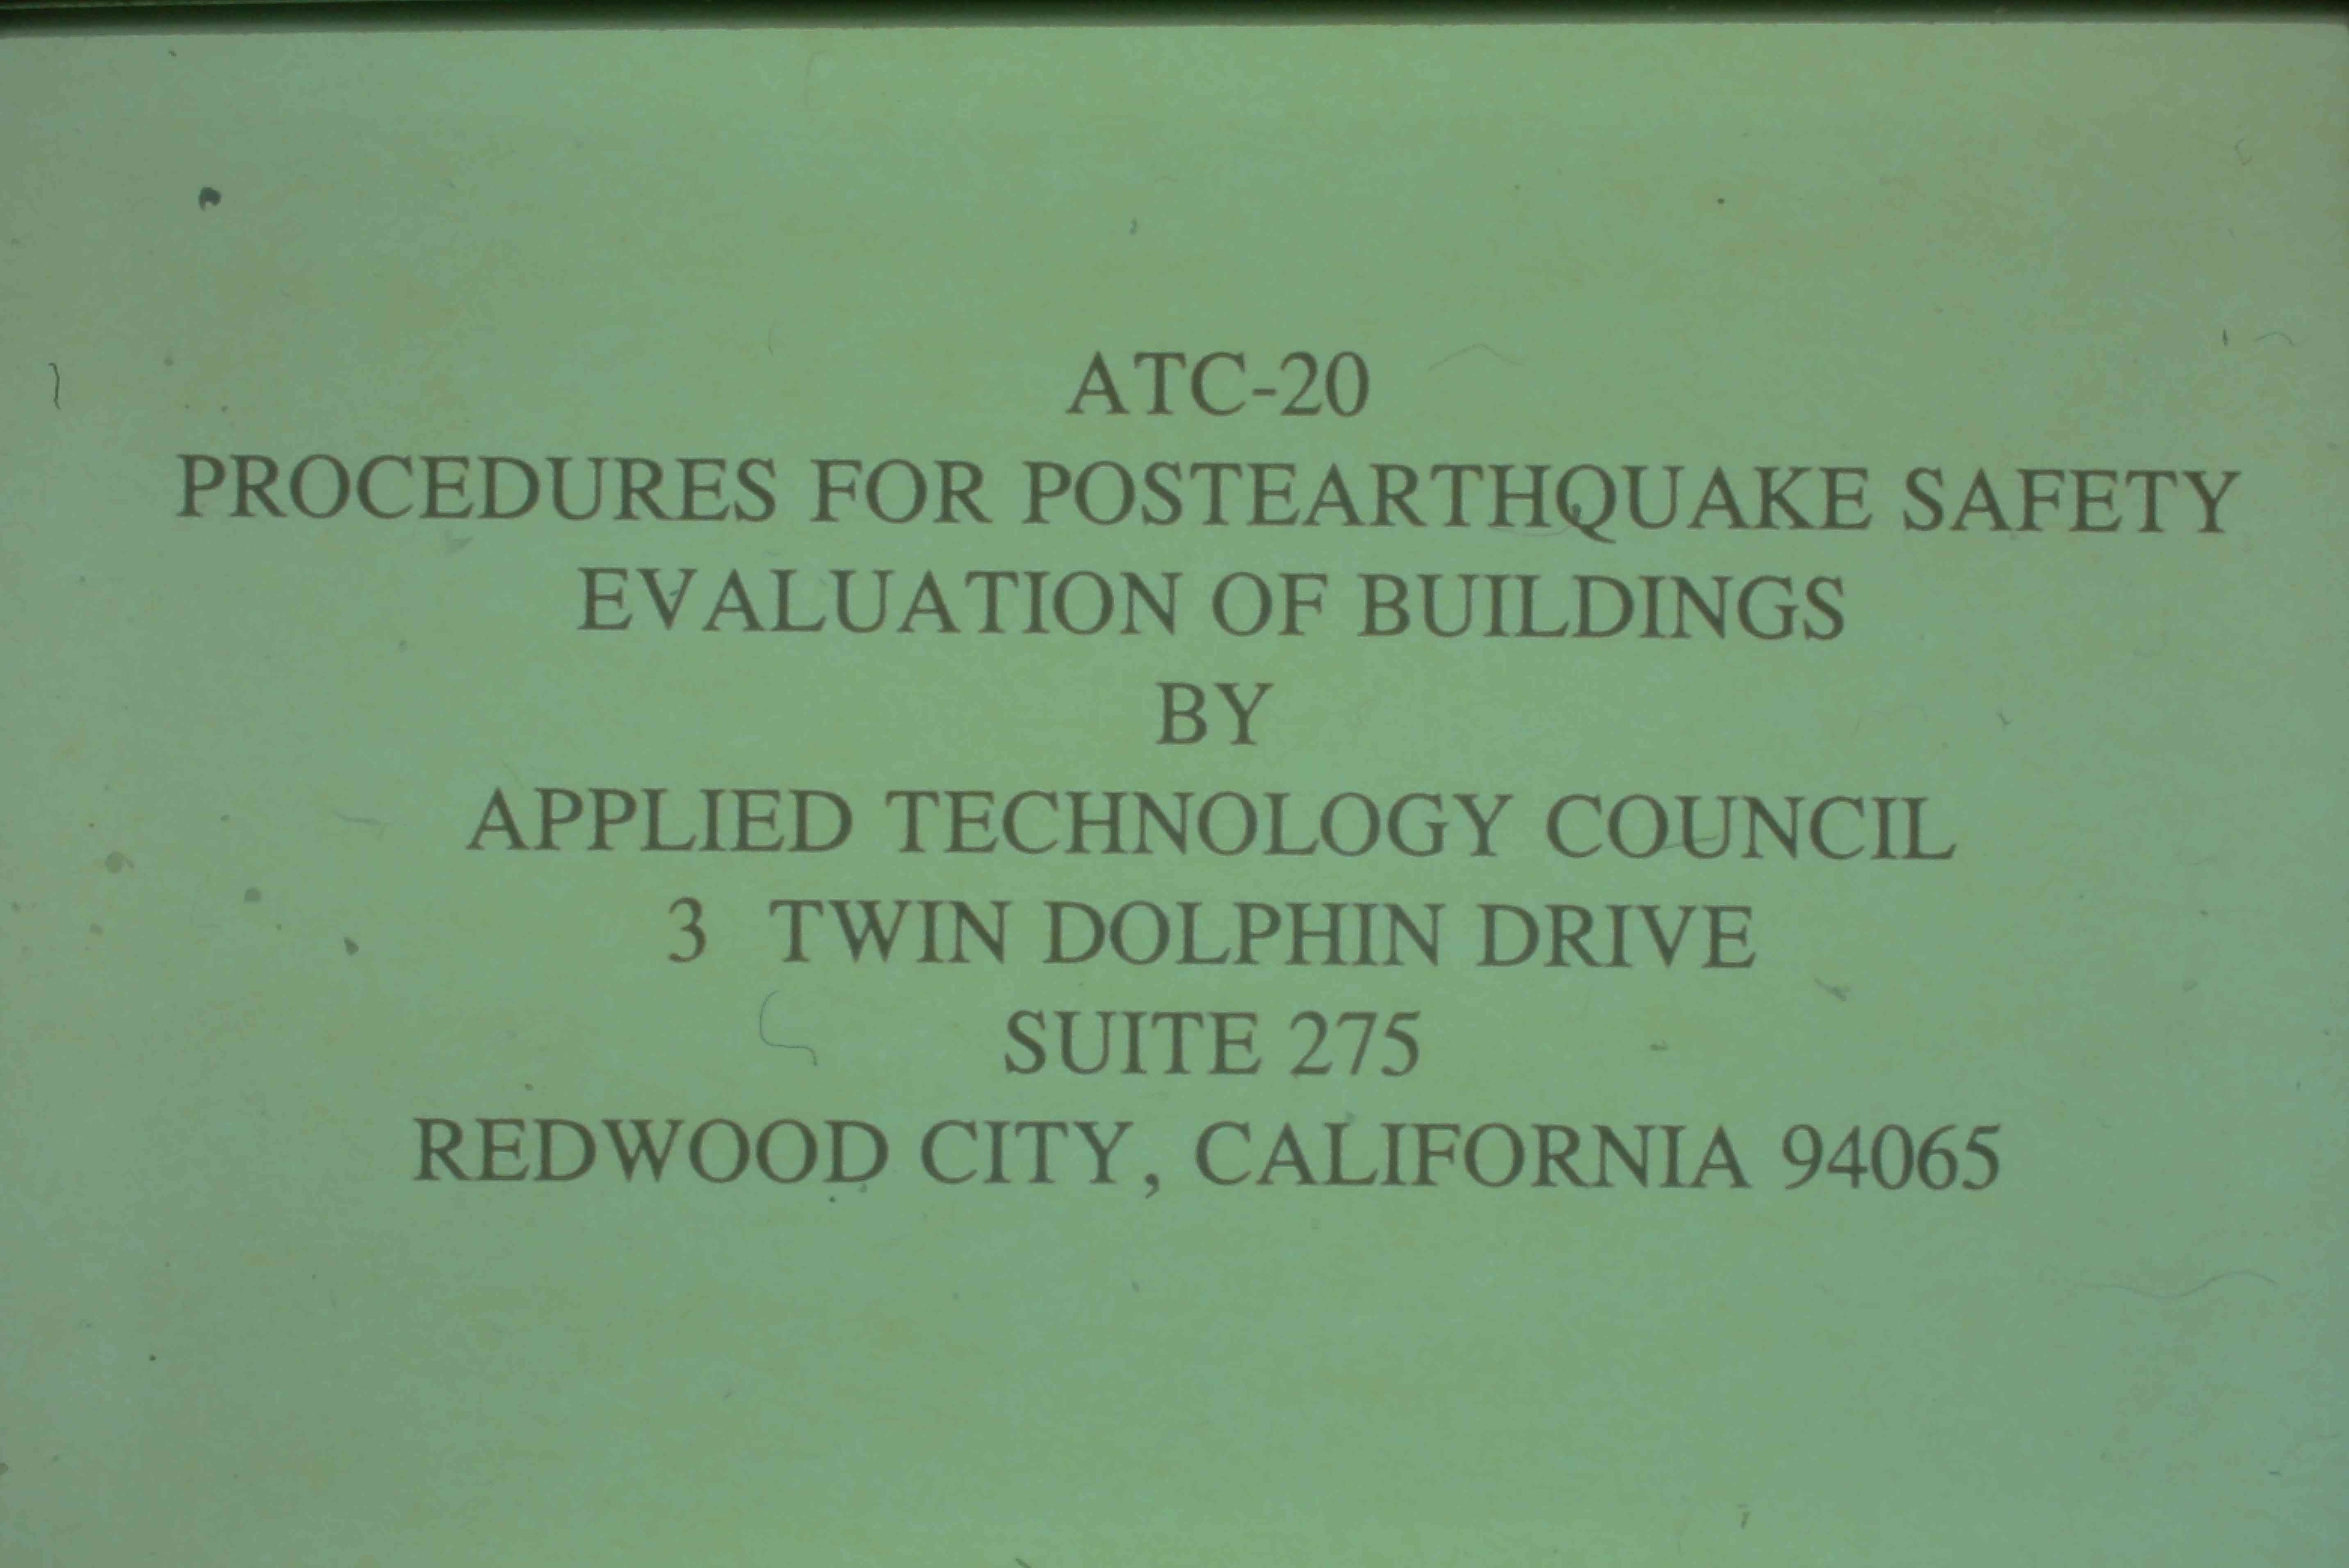 ATC-20
PROCEDURES FOR POSTEARTHQUAKE SAFETY
EVALUATION OF BUILDINGS
BY
APPLIED TECHNOLOGY COUNCIL
3 TWIN DOLPHIN DRIVE
SUITE 275
REDWOOD CITY, CALIFORNIA 94065